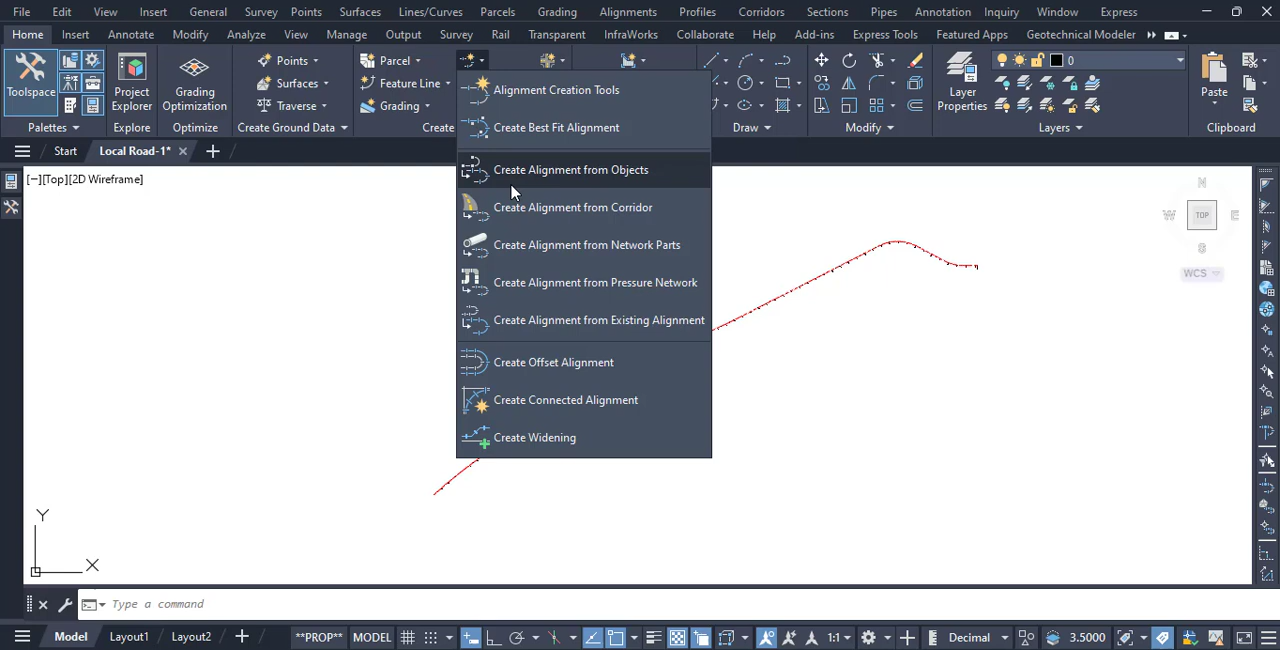 File Edit View Insert General Survey Points Surfaces Lines/Curves Parcels Grading Alignments Profiles Corridors Sections Pipes Annotation Inquiry Window Express
Home Insert Annotate Modify Analyze View Manage Output Survey Rail Transparent InfraWorks Collaborate Help Add-ins Express Tools Featured Apps Geotechnical Modeler
Toolspace
Palettes
Project
Explorer
Explore
Grading
Optimization
Optimize
Points
Surfaces
Traverse
Create Ground Data
Parcel
Feature Line
Grading
Create
Draw
Modify
Layer
Properties
0
Layers
Paste
Clipboard
Start Local Road-1*
[−][Top][2D Wireframe]
Alignment Creation Tools
Create Best Fit Alignment
Create Alignment from Objects
Create Alignment from Corridor
Create Alignment from Network Parts
Create Alignment from Pressure Network
Create Alignment from Existing Alignment
Create Offset Alignment
Create Connected Alignment
Create Widening
N
W TOP E
S
WCS
Y
X
Type a command
Model Layout1 Layout2 **PROP** MODEL 1:1 Decimal 3.5000